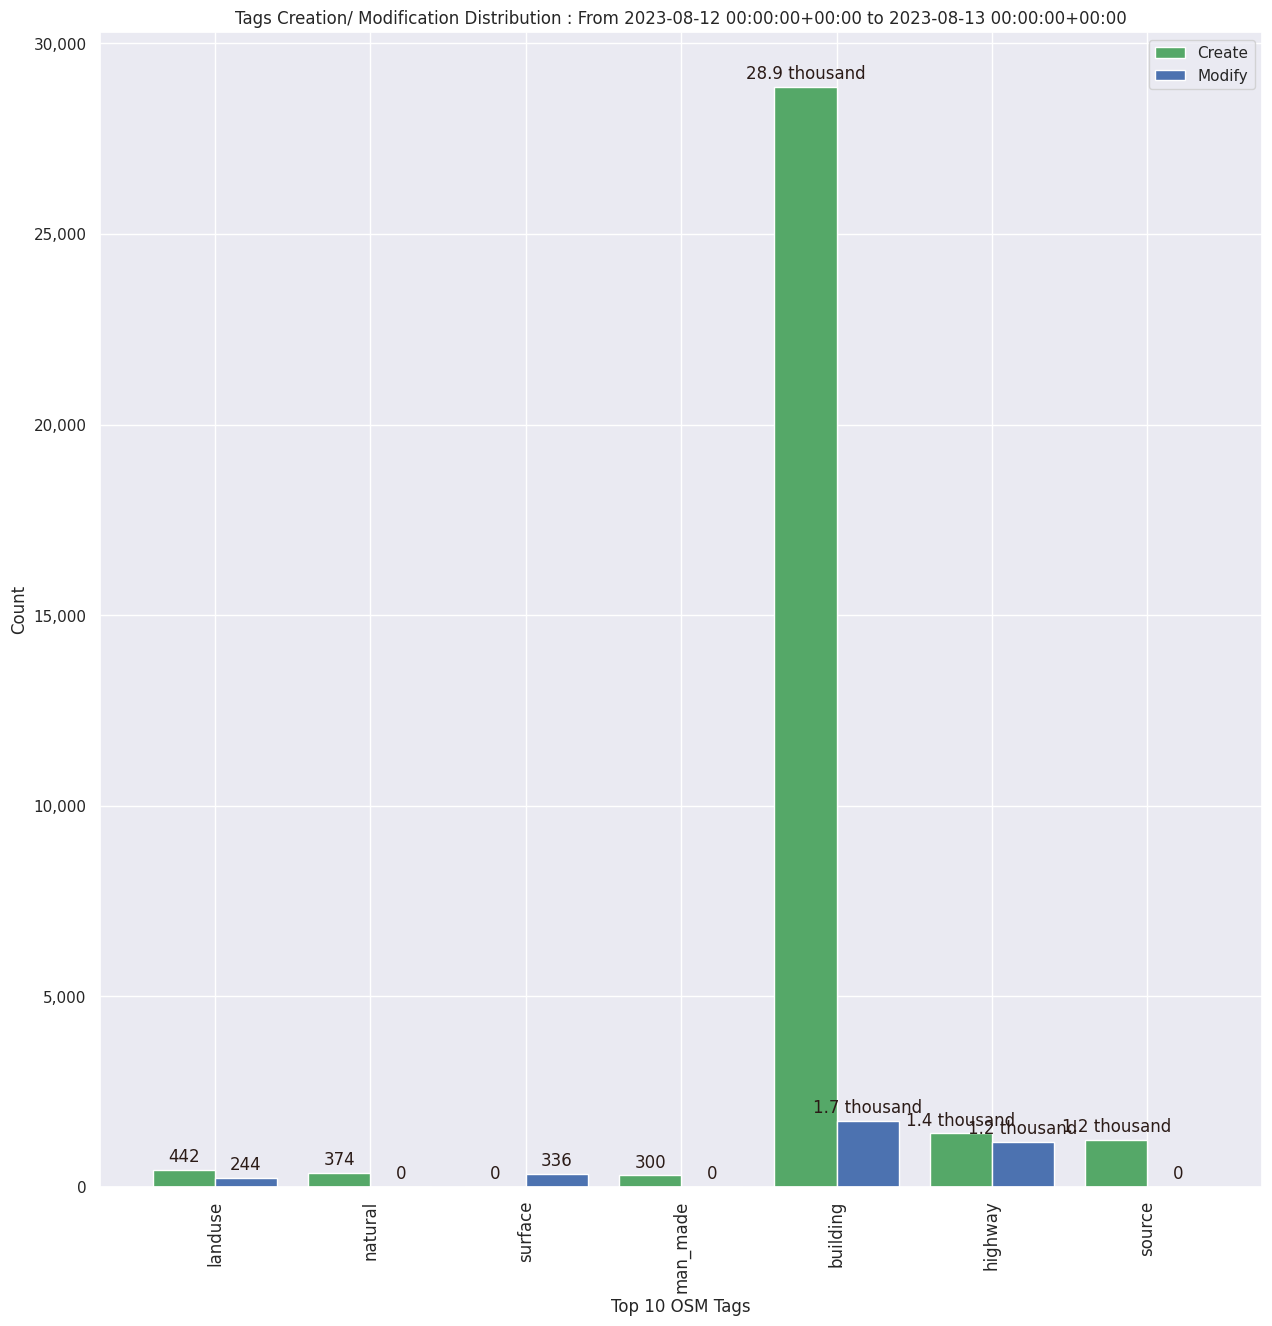 Tags Creation/ Modification Distribution : From 2023-08-12 00:00:00+00:00 to 2023-08-13 00:00:00+00:00
30,000
25,000
20,000
15,000
10,000
5,000
0
Count
Create
Modify
442
244
374
0
0
336
300
0
28.9 thousand
1.7 thousand
1.4 thousand
1.2 thousand
1.2 thousand
0
landuse
natural
surface
man_made
building
highway
source
Top 10 OSM Tags